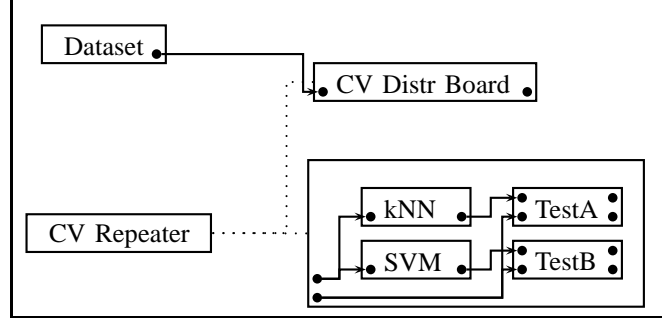 Dataset
CV Distr Board
kNN
TestA
CV Repeater
SVM
TestB